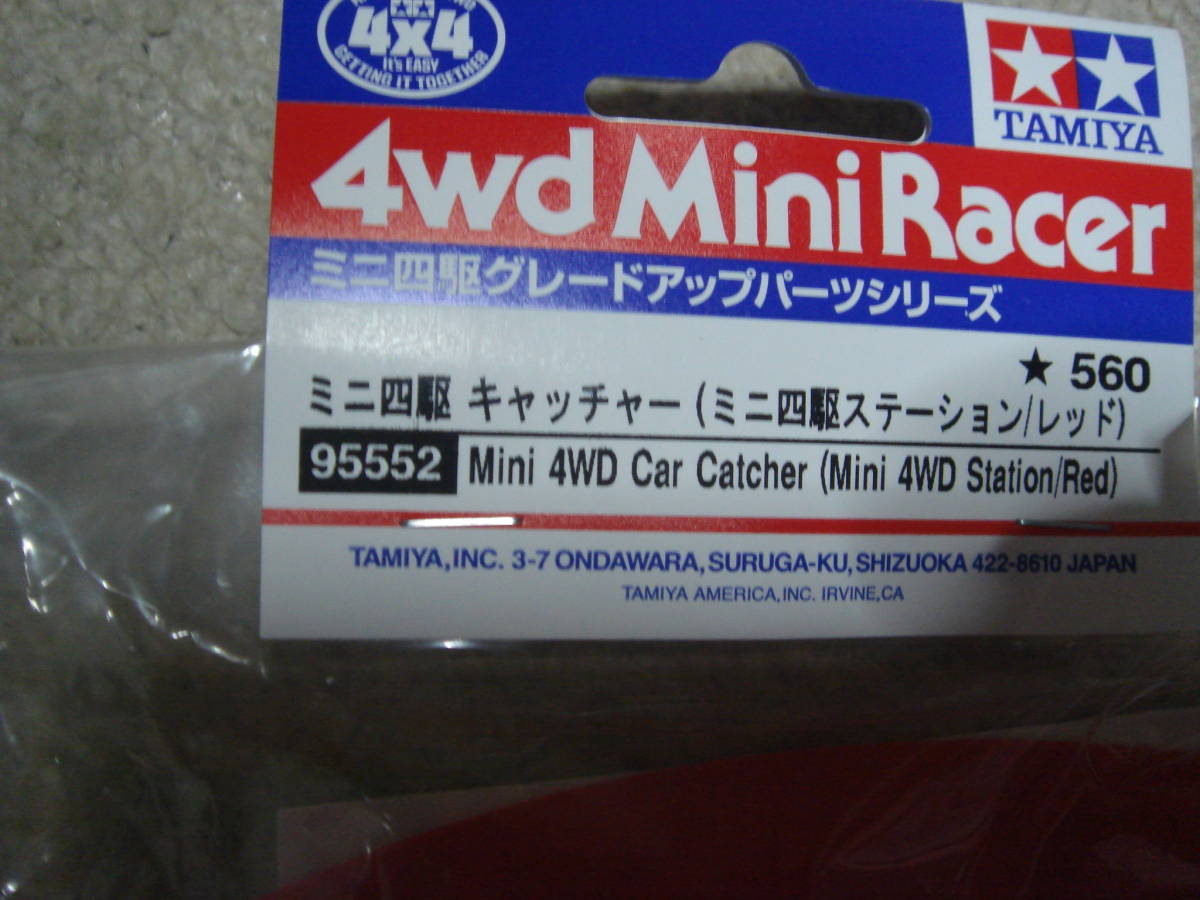 4x4
It's EASY
GETTING IT TOGETHER
TAMIYA
4wd Mini Racer
ミニ四駆グレードアップパーツシリーズ
★ 560
ミニ四駆 キャッチャー (ミニ四駆ステーション/レッド)
95552 Mini 4WD Car Catcher (Mini 4WD Station/Red)
TAMIYA, INC. 3-7 ONDAWARA, SURUGA-KU, SHIZUOKA 422-8610 JAPAN
TAMIYA AMERICA, INC. IRVINE, CA